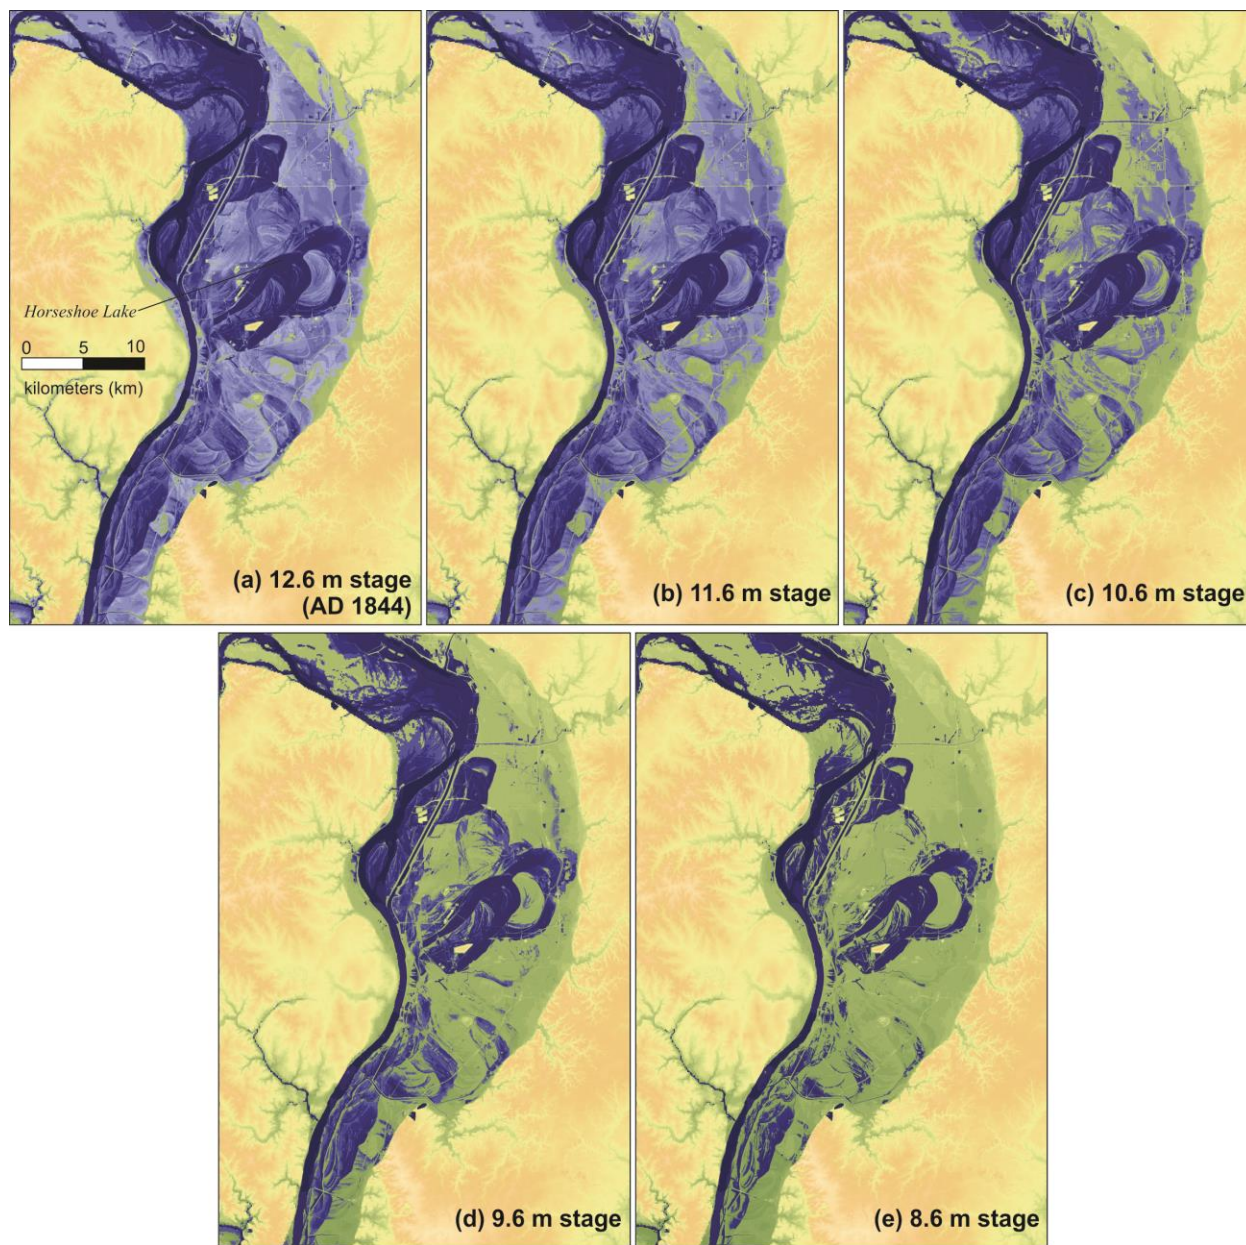 Horseshoe Lake
0 5 10
kilometers (km)
(a) 12.6 m stage
(AD 1844)
(b) 11.6 m stage
(c) 10.6 m stage
(d) 9.6 m stage
(e) 8.6 m stage